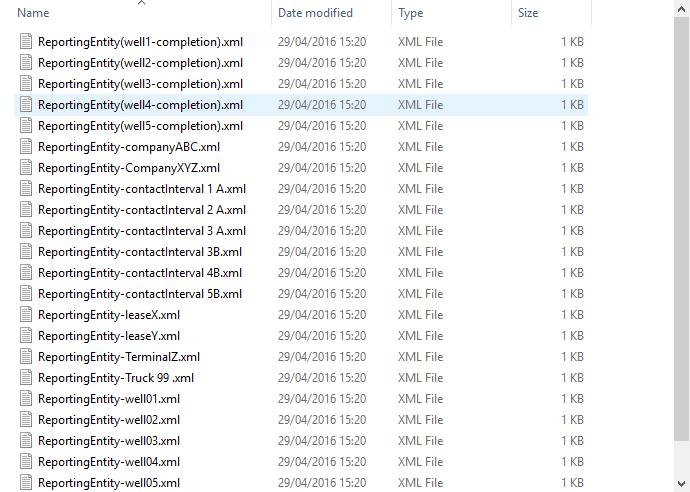 Name Date modified Type Size
ReportingEntity(well1-completion).xml 29/04/2016 15:20 XML File 1 KB
ReportingEntity(well2-completion).xml 29/04/2016 15:20 XML File 1 KB
ReportingEntity(well3-completion).xml 29/04/2016 15:20 XML File 1 KB
ReportingEntity(well4-completion).xml 29/04/2016 15:20 XML File 1 KB
ReportingEntity(well5-completion).xml 29/04/2016 15:20 XML File 1 KB
ReportingEntity-companyABC.xml 29/04/2016 15:20 XML File 1 KB
ReportingEntity-CompanyXYZ.xml 29/04/2016 15:20 XML File 1 KB
ReportingEntity-contactInterval 1 A.xml 29/04/2016 15:20 XML File 1 KB
ReportingEntity-contactInterval 2 A.xml 29/04/2016 15:20 XML File 1 KB
ReportingEntity-contactInterval 3 A.xml 29/04/2016 15:20 XML File 1 KB
ReportingEntity-contactInterval 3B.xml 29/04/2016 15:20 XML File 1 KB
ReportingEntity-contactInterval 4B.xml 29/04/2016 15:20 XML File 1 KB
ReportingEntity-contactInterval 5B.xml 29/04/2016 15:20 XML File 1 KB
ReportingEntity-leaseX.xml 29/04/2016 15:20 XML File 1 KB
ReportingEntity-leaseY.xml 29/04/2016 15:20 XML File 1 KB
ReportingEntity-TerminalZ.xml 29/04/2016 15:20 XML File 1 KB
ReportingEntity-Truck 99 .xml 29/04/2016 15:20 XML File 1 KB
ReportingEntity-well01.xml 29/04/2016 15:20 XML File 1 KB
ReportingEntity-well02.xml 29/04/2016 15:20 XML File 1 KB
ReportingEntity-well03.xml 29/04/2016 15:20 XML File 1 KB
ReportingEntity-well04.xml 29/04/2016 15:20 XML File 1 KB
ReportingEntity-well05.xml 29/04/2016 15:20 XML File 1 KB